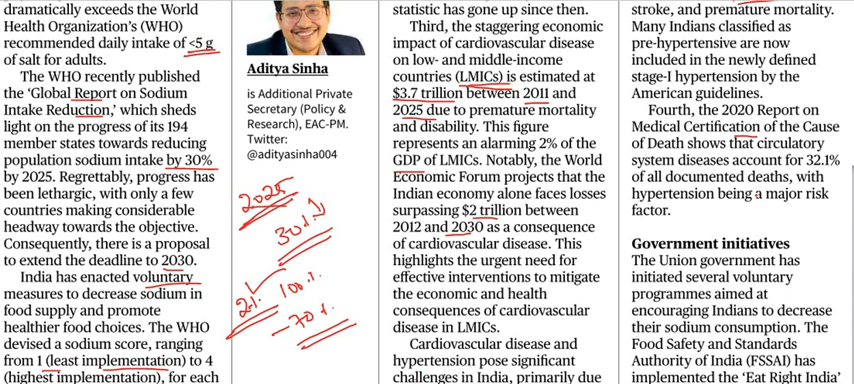 dramatically exceeds the World
Health Organization's (WHO)
recommended daily intake of <5 g
of salt for adults.
The WHO recently published
the 'Global Report on Sodium
Intake Reduction,' which sheds
light on the progress of its 194
member states towards reducing
population sodium intake by 30%
by 2025. Regrettably, progress has
been lethargic, with only a few
countries making considerable
headway towards the objective.
Consequently, there is a proposal
to extend the deadline to 2030.
India has enacted voluntary
measures to decrease sodium in
food supply and promote
healthier food choices. The WHO
devised a sodium score, ranging
from 1 (least implementation) to 4
(highest implementation), for each
Aditya Sinha
is Additional Private
Secretary (Policy &
Research), EAC-PM.
Twitter:
@adityasinha004
2025
30%↓
2%
100%
-70%
statistic has gone up since then.
Third, the staggering economic
impact of cardiovascular disease
on low- and middle-income
countries (LMICs) is estimated at
$3.7 trillion between 2011 and
2025 due to premature mortality
and disability. This figure
represents an alarming 2% of the
GDP of LMICs. Notably, the World
Economic Forum projects that the
Indian economy alone faces losses
surpassing $2 trillion between
2012 and 2030 as a consequence
of cardiovascular disease. This
highlights the urgent need for
effective interventions to mitigate
the economic and health
consequences of cardiovascular
disease in LMICs.
Cardiovascular disease and
hypertension pose significant
challenges in India, primarily due
stroke, and premature mortality.
Many Indians classified as
pre-hypertensive are now
included in the newly defined
stage-I hypertension by the
American guidelines.
Fourth, the 2020 Report on
Medical Certification of the Cause
of Death shows that circulatory
system diseases account for 32.1%
of all documented deaths, with
hypertension being a major risk
factor.
Government initiatives
The Union government has
initiated several voluntary
programmes aimed at
encouraging Indians to decrease
their sodium consumption. The
Food Safety and Standards
Authority of India (FSSAI) has
implemented the 'Eat Right India'